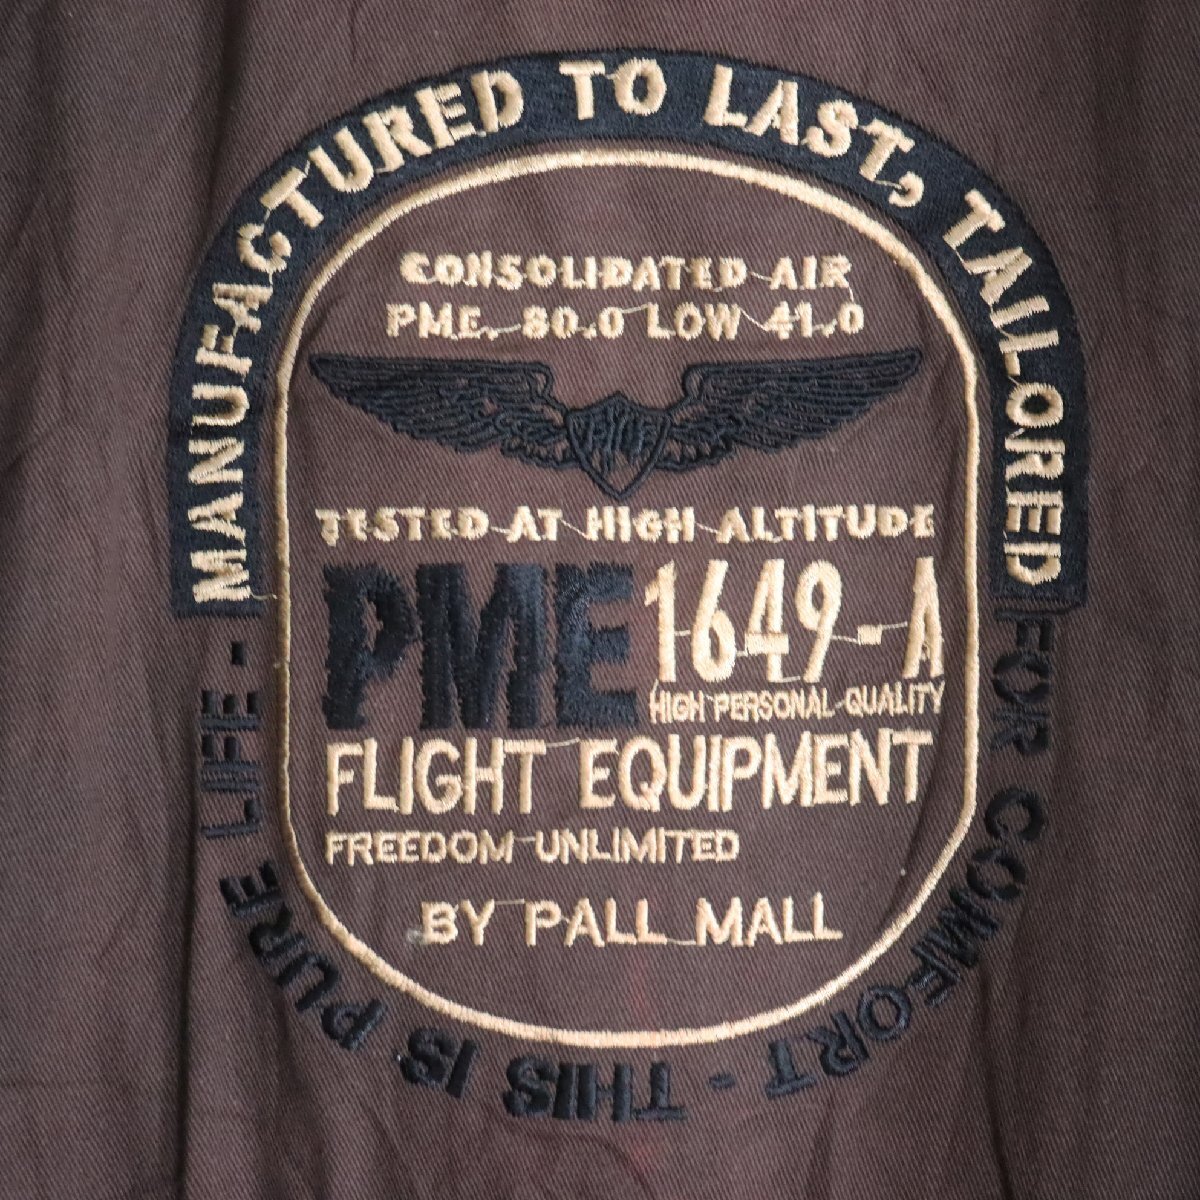 MANUFACTURED TO LAST, TAILORED
FOR COMFORT - THIS IS PURE LIFE -
CONSOLIDATED AIR
PME. 80.0 LOW 41.0
PME
TESTED AT HIGH ALTITUDE
PME 1649-A
HIGH PERSONAL QUALITY
FLIGHT EQUIPMENT
FREEDOM UNLIMITED
BY PALL MALL